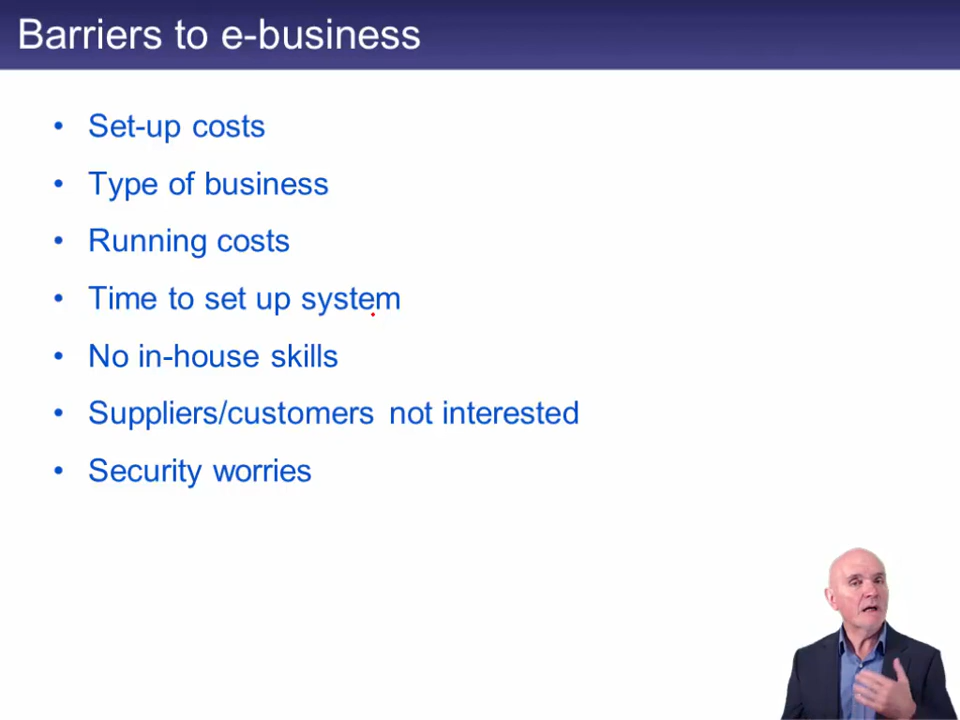 Barriers to e-business
• Set-up costs
• Type of business
• Running costs
• Time to set up system
• No in-house skills
• Suppliers/customers not interested
• Security worries